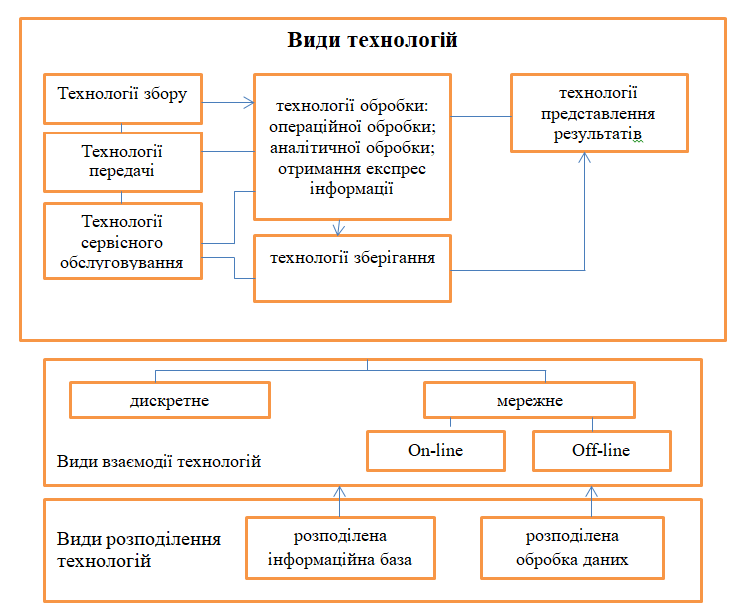 Види технологій
Технології збору
Технології
передачі
Технології
сервісного
обслуговування
технології обробки:
операційної обробки;
аналітичної обробки;
отримання експрес
інформації
технології зберігання
технології
представлення
результатів
дискретне
мережне
On-line
Off-line
Види взаємодії технологій
Види розподілення
технологій
розподілена
інформаційна база
розподілена
обробка даних